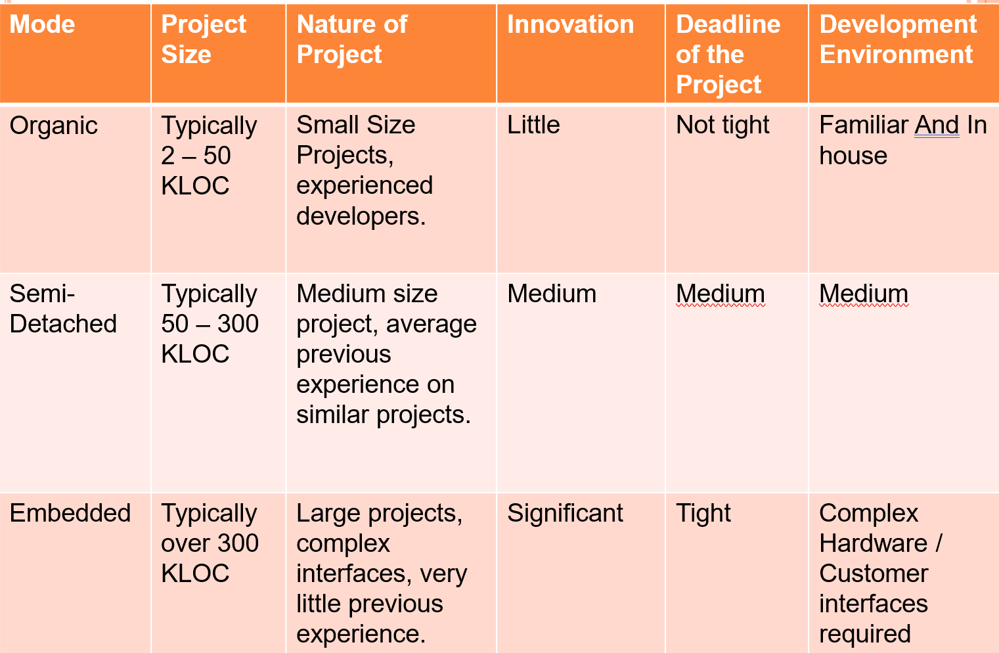 Mode
Project
Size
Nature of
Project
Innovation
Deadline
of the
Project
Development
Environment
Organic
Typically
2 – 50
KLOC
Small Size
Projects,
experienced
developers.
Little
Not tight
Familiar And In
house
Semi-
Detached
Typically
50 – 300
KLOC
Medium size
project, average
previous
experience on
similar projects.
Medium
Medium
Medium
Embedded
Typically
over 300
KLOC
Large projects,
complex
interfaces, very
little previous
experience.
Significant
Tight
Complex
Hardware /
Customer
interfaces
required